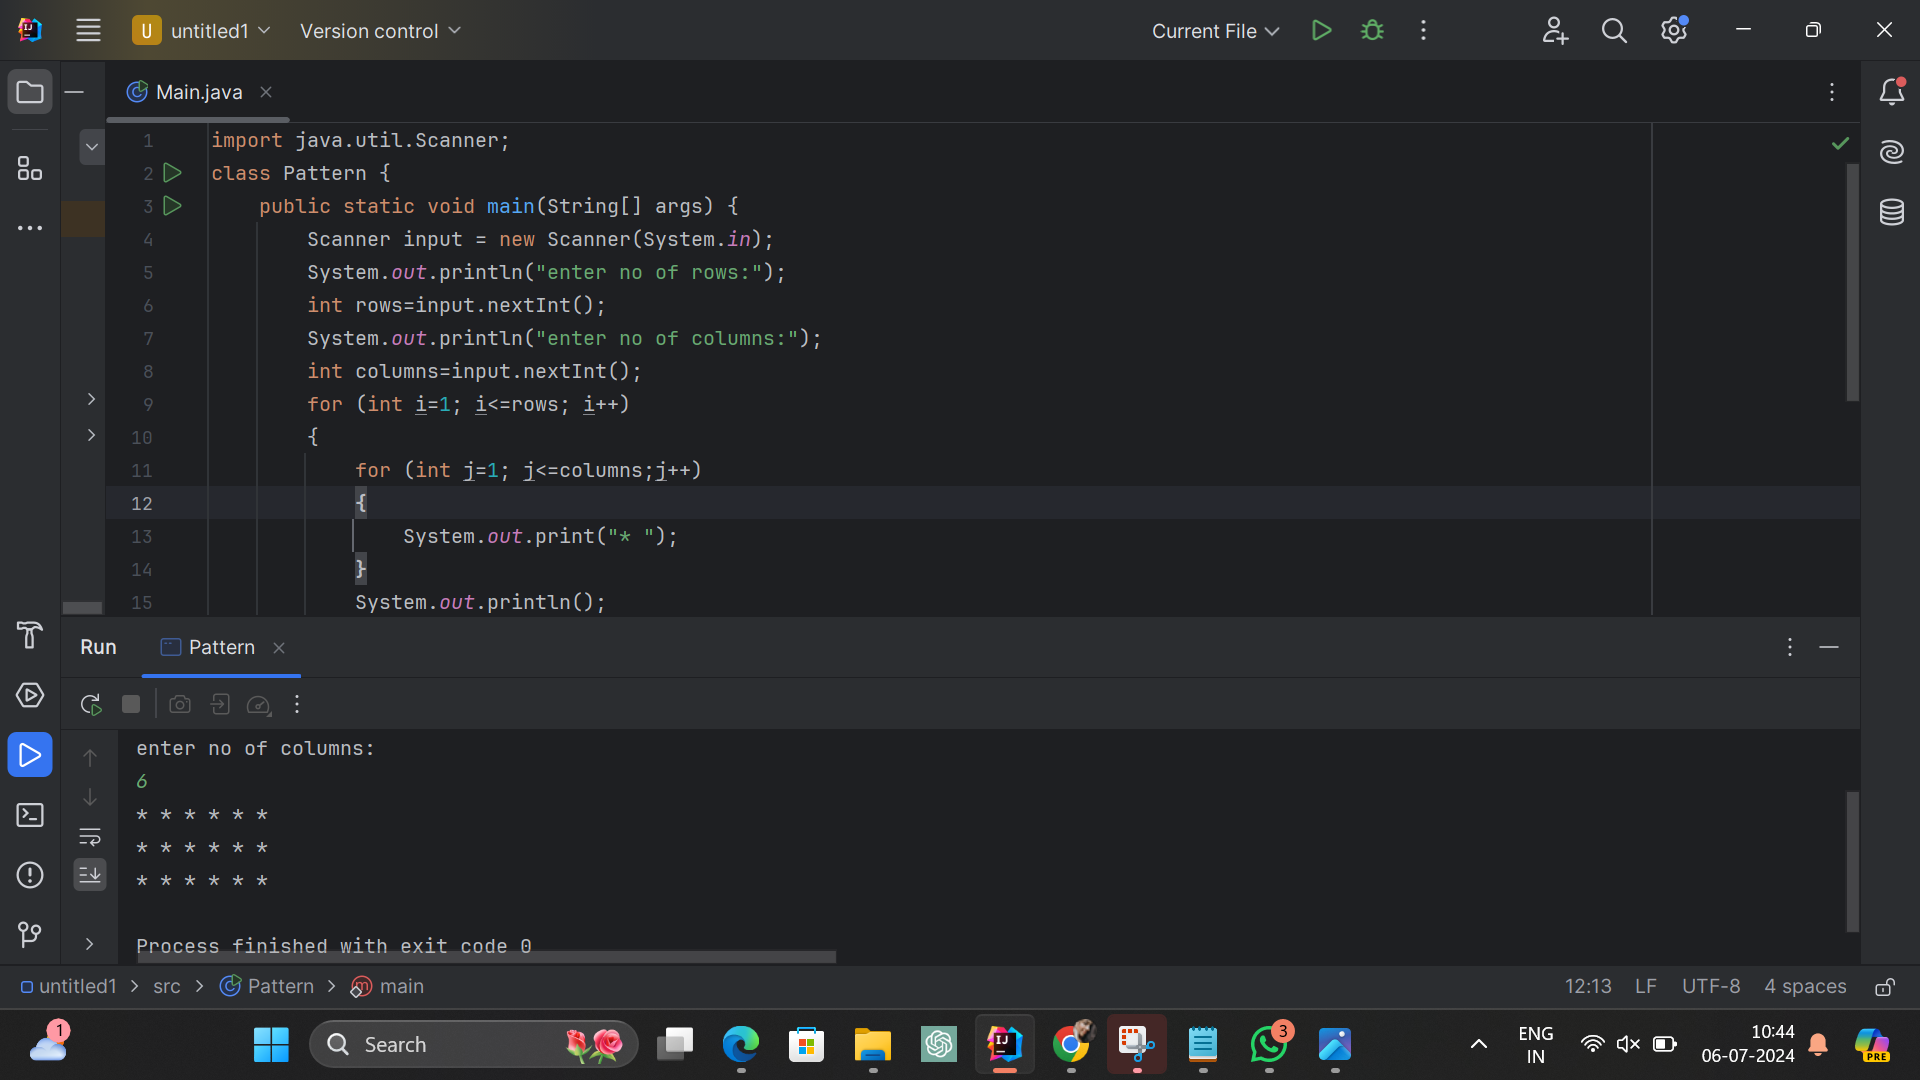 U untitled1 Version control Current File
Main.java
1 import java.util.Scanner;
2 class Pattern {
3 public static void main(String[] args) {
4 Scanner input = new Scanner(System.in);
5 System.out.println("enter no of rows:");
6 int rows=input.nextInt();
7 System.out.println("enter no of columns:");
8 int columns=input.nextInt();
9 for (int i=1; i<=rows; i++)
10 {
11 for (int j=1; j<=columns;j++)
12 {
13 System.out.print("* ");
14 }
15 System.out.println();
Run Pattern
enter no of columns:
6
* * * * * *
* * * * * *
* * * * * *
Process finished with exit code 0
untitled1 > src > Pattern > main 12:13 LF UTF-8 4 spaces
1 Search IJ 3 ENG 10:44
IN 06-07-2024 PRE